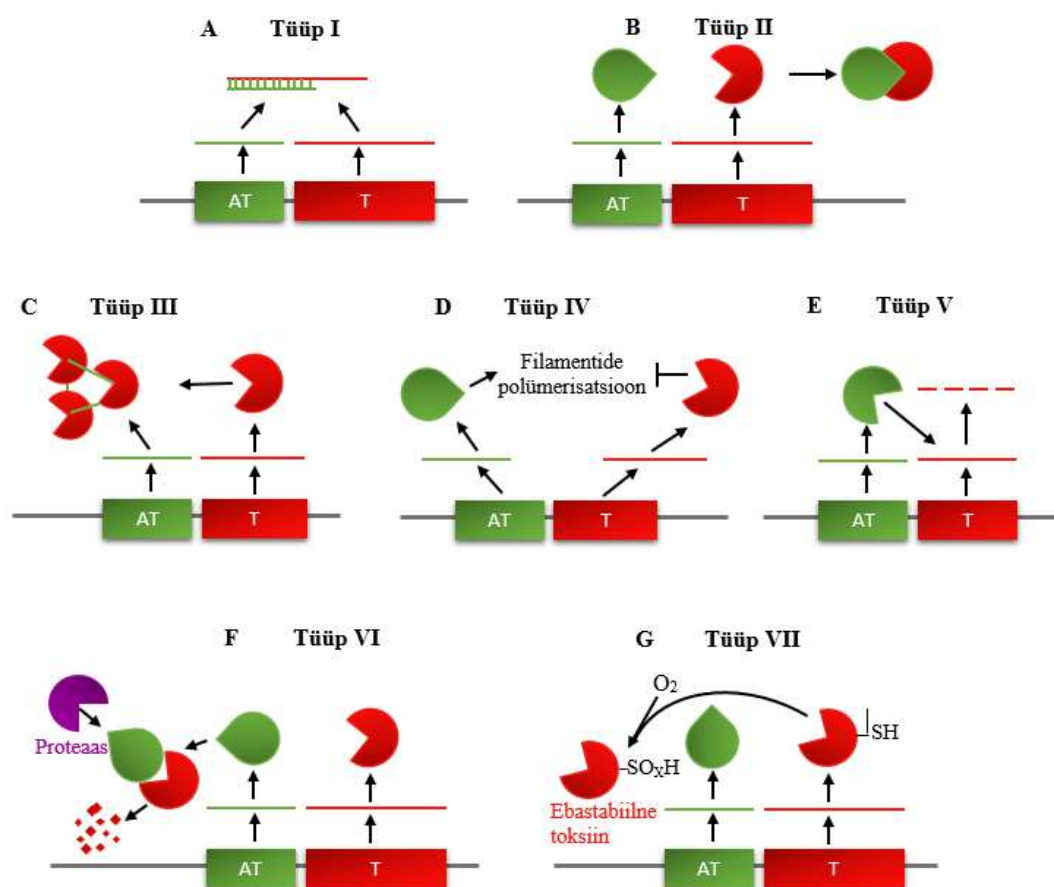 A Tüüp I
AT T
B Tüüp II
AT T
C Tüüp III
AT T
D Tüüp IV
Filamentide
polümerisatsioon
AT T
E Tüüp V
AT T
F Tüüp VI
Proteaas
AT T
G Tüüp VII
O₂
SH
-SOₓH
Ebastabiilne
toksiin
AT T